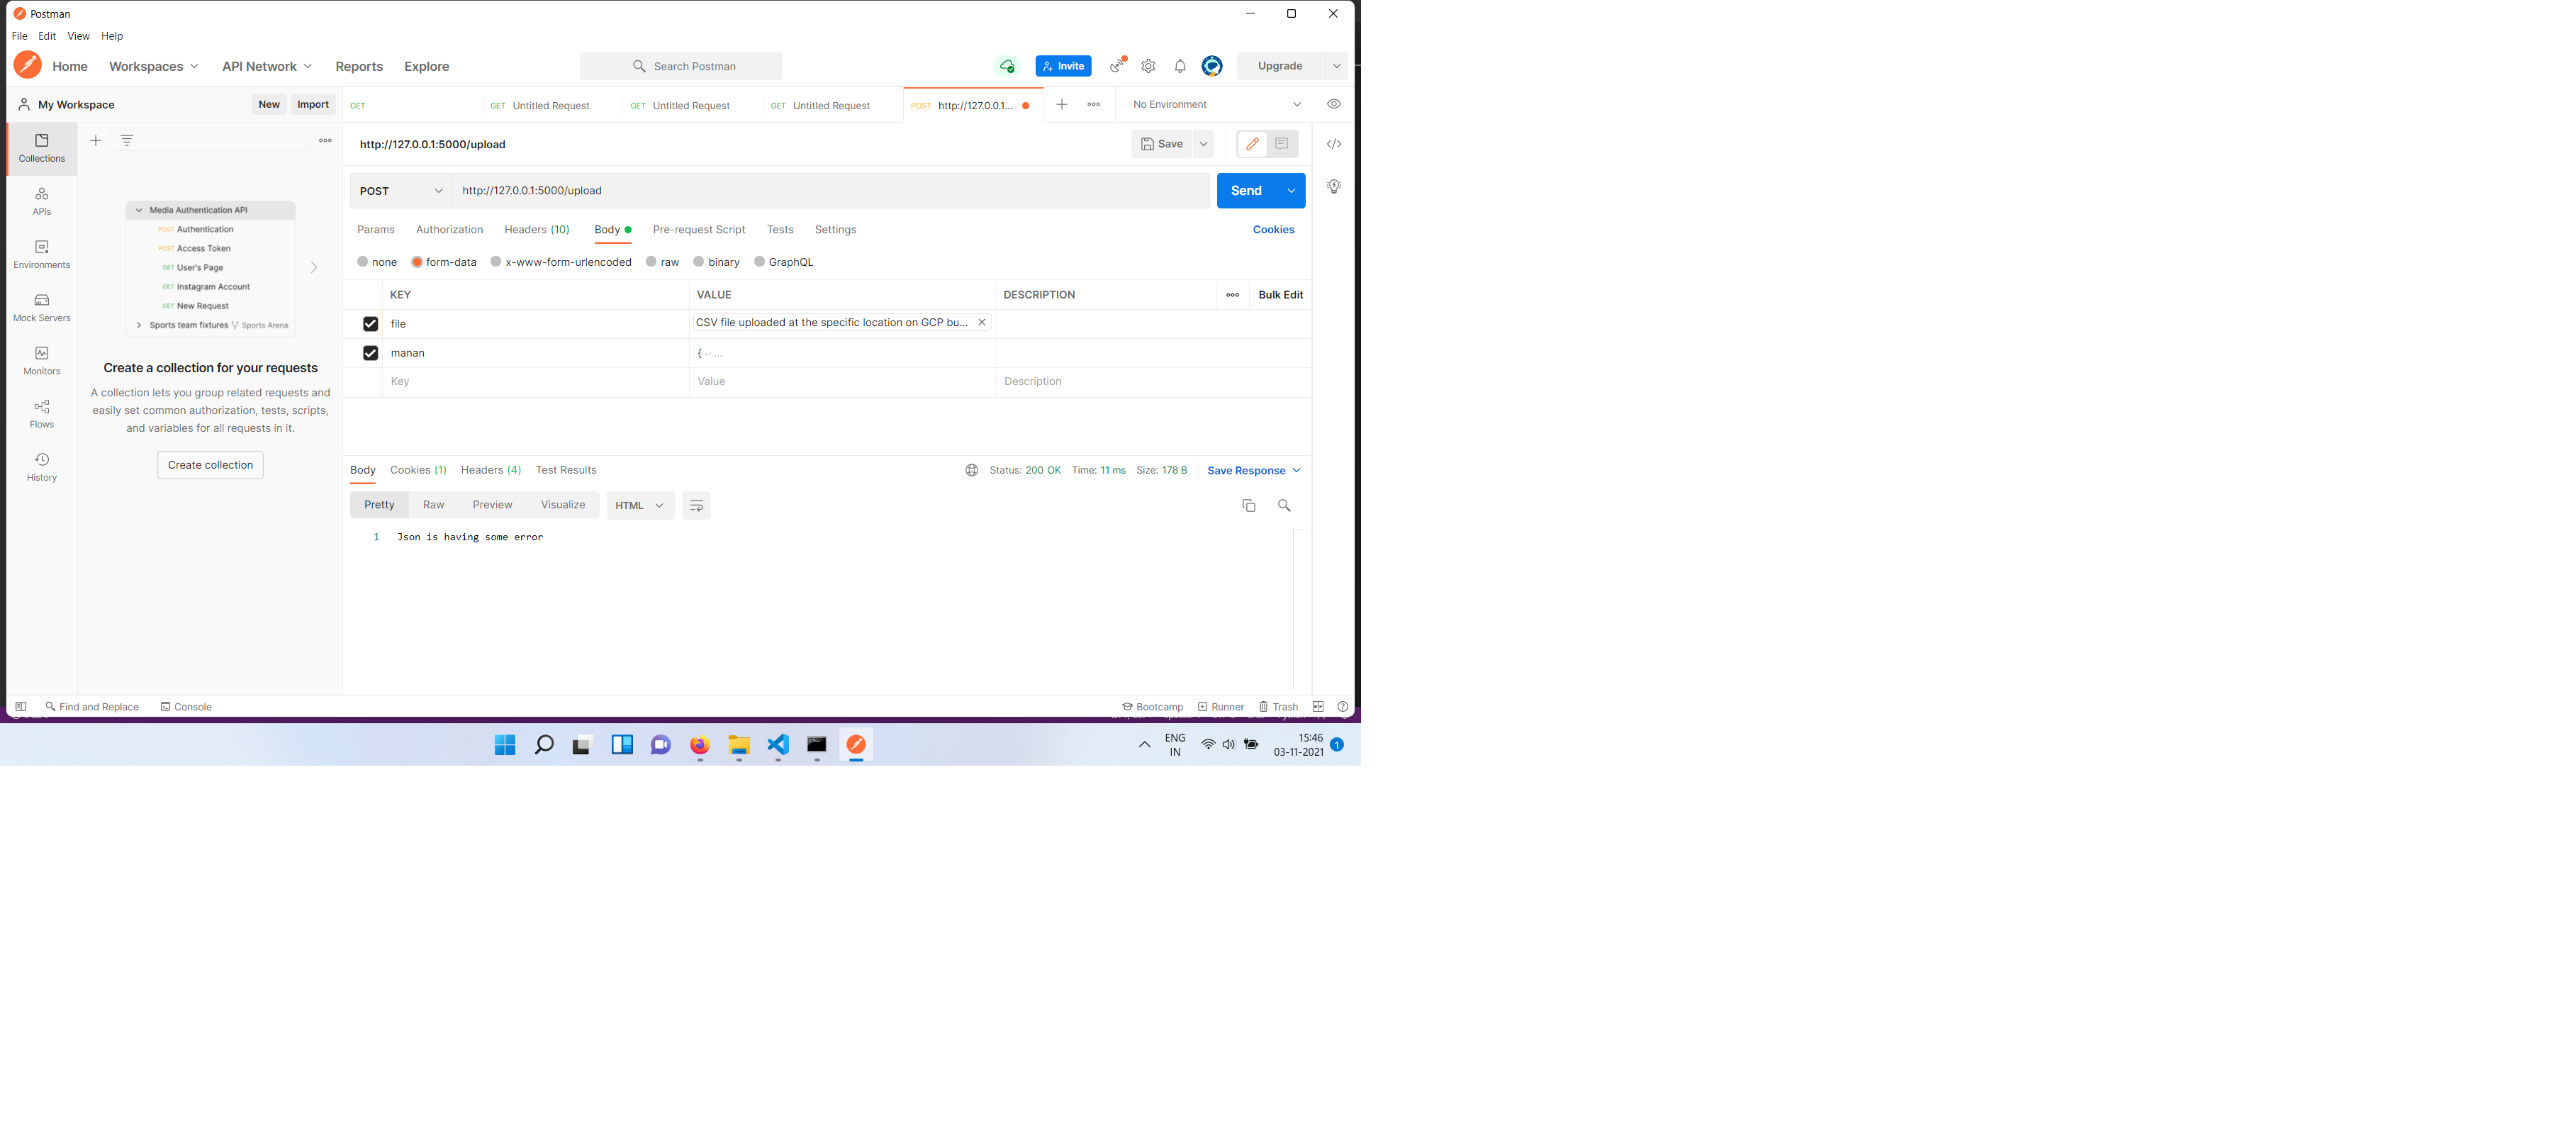 Postman
File Edit View Help
Home Workspaces API Network Reports Explore Search Postman Invite Upgrade
My Workspace New Import GET GET Untitled Request GET Untitled Request GET Untitled Request POST http://127.0.0.1... No Environment
Collections
APIs
Environments
Mock Servers
Monitors
Flows
History
Media Authentication API
POST Authentication
POST Access Token
GET User's Page
GET Instagram Account
GET New Request
Sports team fixtures Sports Arena
Create a collection for your requests
A collection lets you group related requests and
easily set common authorization, tests, scripts,
and variables for all requests in it.
Create collection
http://127.0.0.1:5000/upload Save
POST http://127.0.0.1:5000/upload Send
Params Authorization Headers (10) Body Pre-request Script Tests Settings Cookies
none form-data x-www-form-urlencoded raw binary GraphQL
KEY VALUE DESCRIPTION Bulk Edit
file CSV file uploaded at the specific location on GCP bu...
manan { ← ...
Key Value Description
Body Cookies (1) Headers (4) Test Results Status: 200 OK Time: 11 ms Size: 178 B Save Response
Pretty Raw Preview Visualize HTML
1 Json is having some error
Find and Replace Console Bootcamp Runner Trash
ENG
IN
15:46
03-11-2021
1